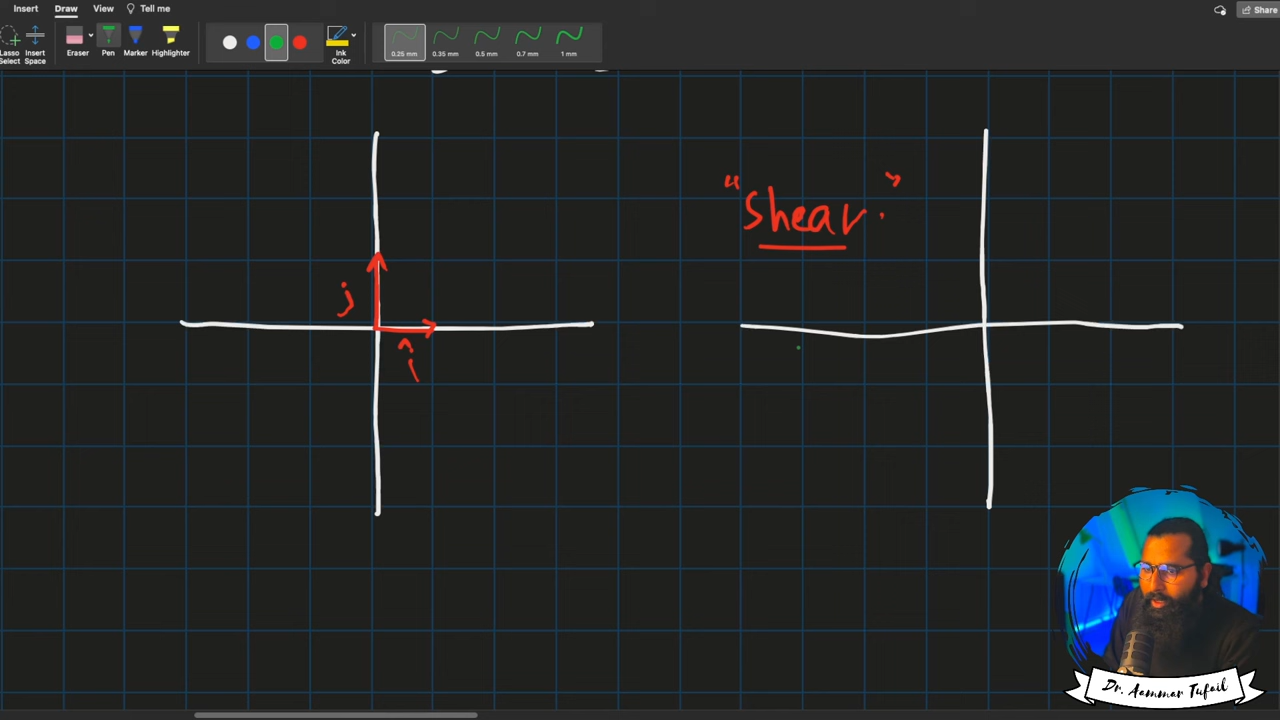 Insert Draw View Tell me
Share
Lasso Select
Insert Space
Eraser
Pen
Marker
Highlighter
Ink Color
0.25 mm
0.35 mm
0.5 mm
0.7 mm
1 mm
"Shear."
j
î
Dr. Aammar Tufail